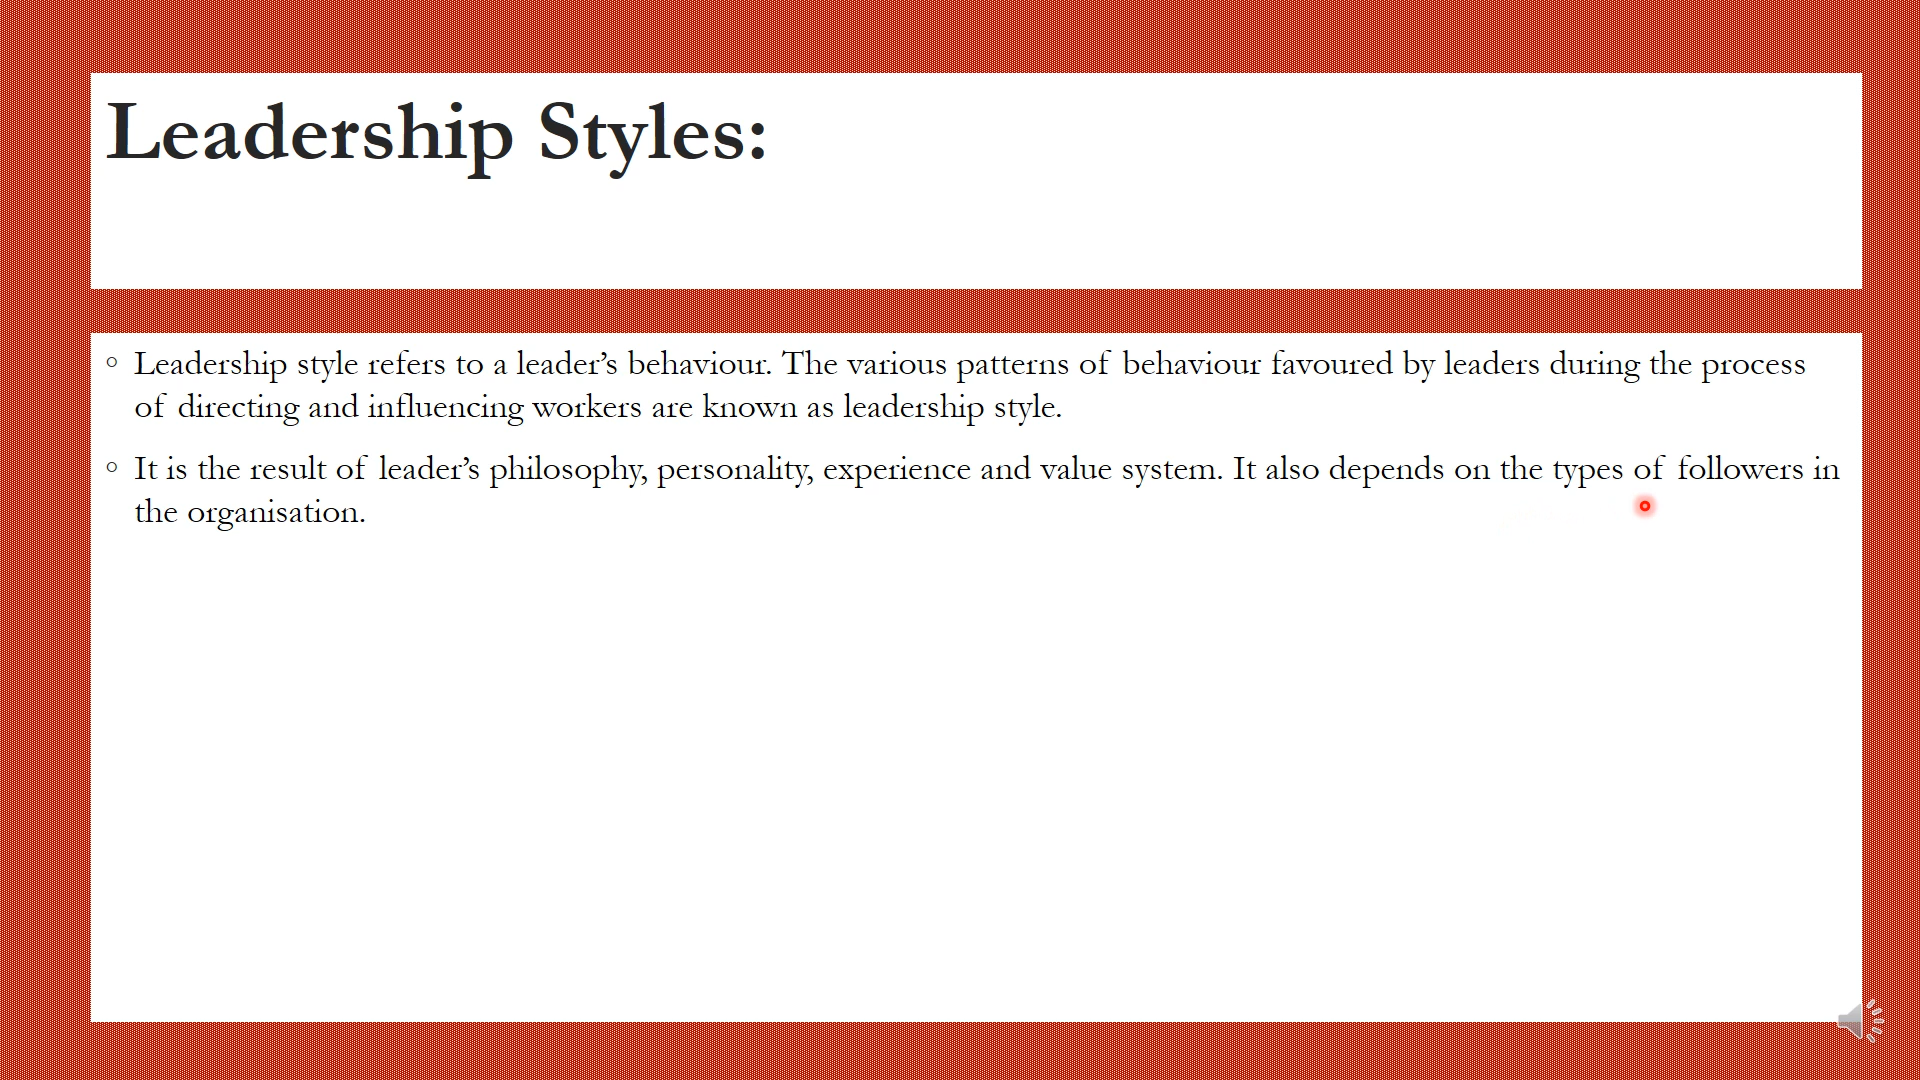 Leadership Styles:
◦ Leadership style refers to a leader’s behaviour. The various patterns of behaviour favoured by leaders during the process
of directing and influencing workers are known as leadership style.
◦ It is the result of leader’s philosophy, personality, experience and value system. It also depends on the types of followers in
the organisation.